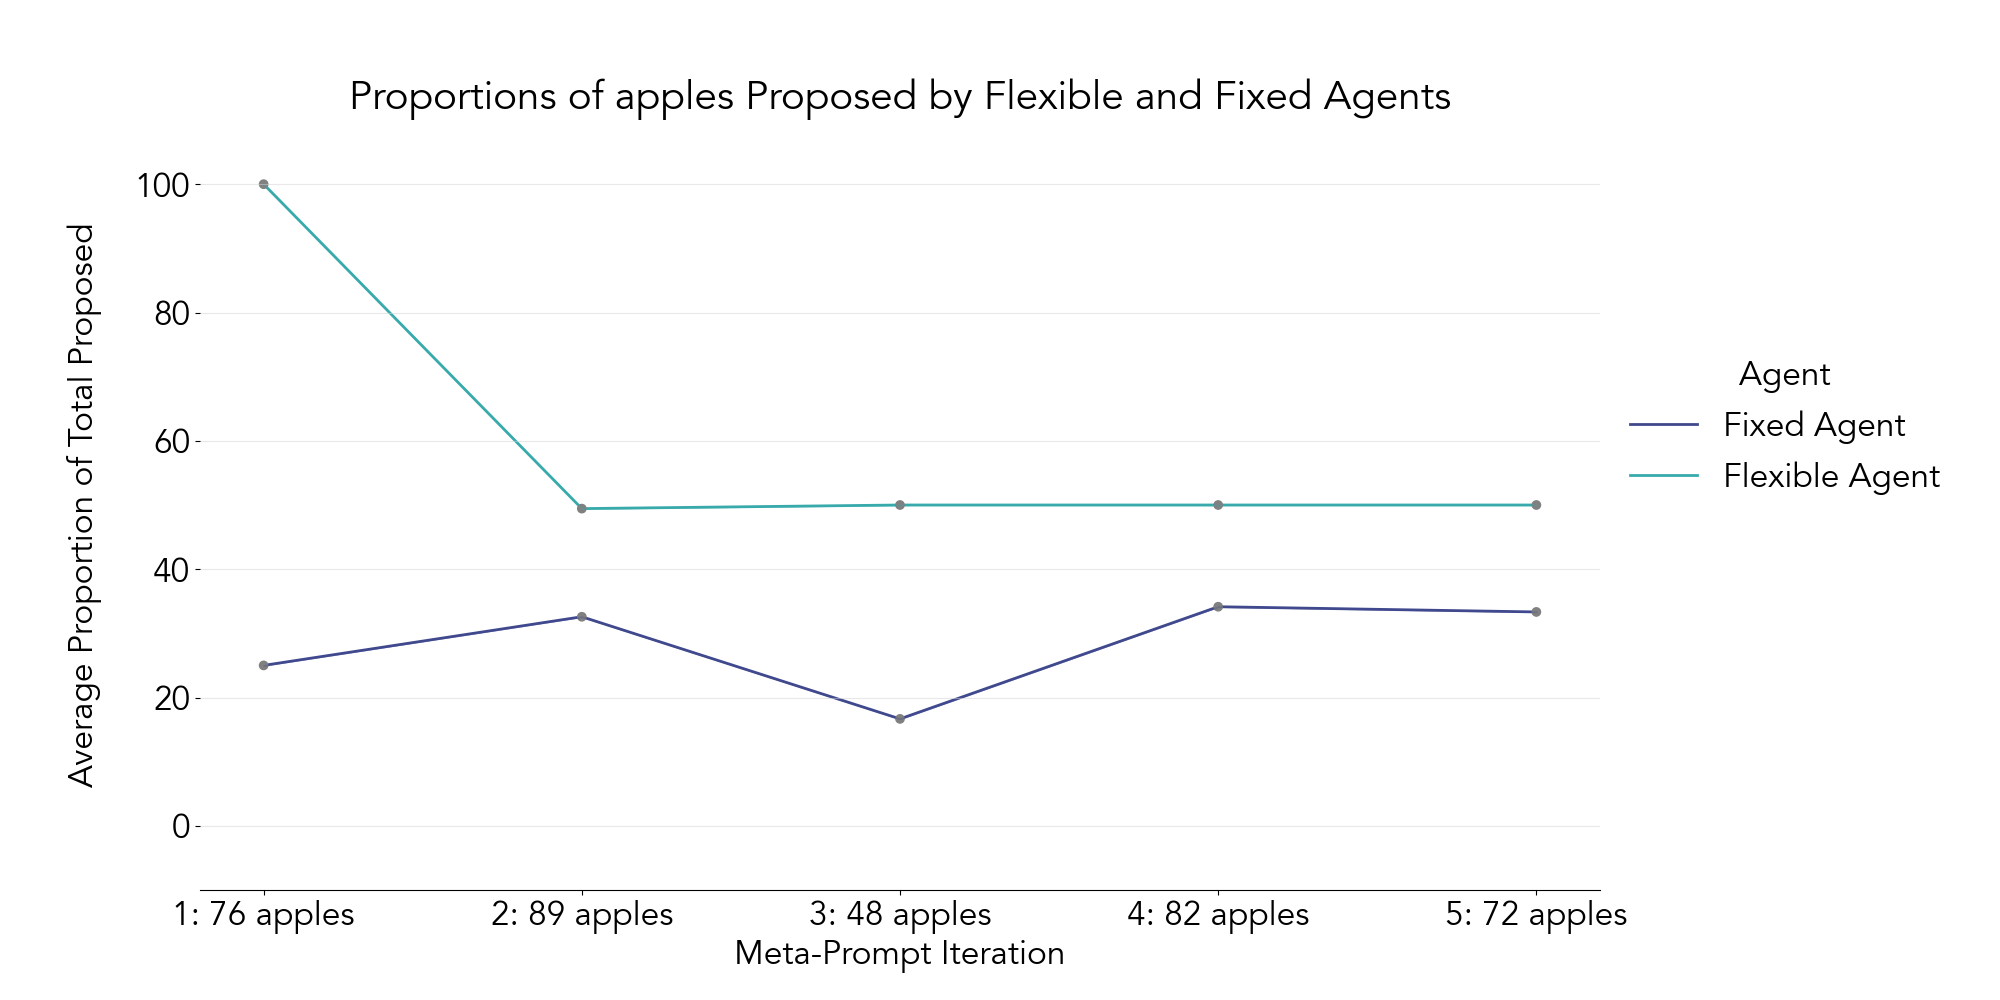 Proportions of apples Proposed by Flexible and Fixed Agents
Average Proportion of Total Proposed
100
80
60
40
20
0
1: 76 apples
2: 89 apples
3: 48 apples
4: 82 apples
5: 72 apples
Meta-Prompt Iteration
Agent
Fixed Agent
Flexible Agent